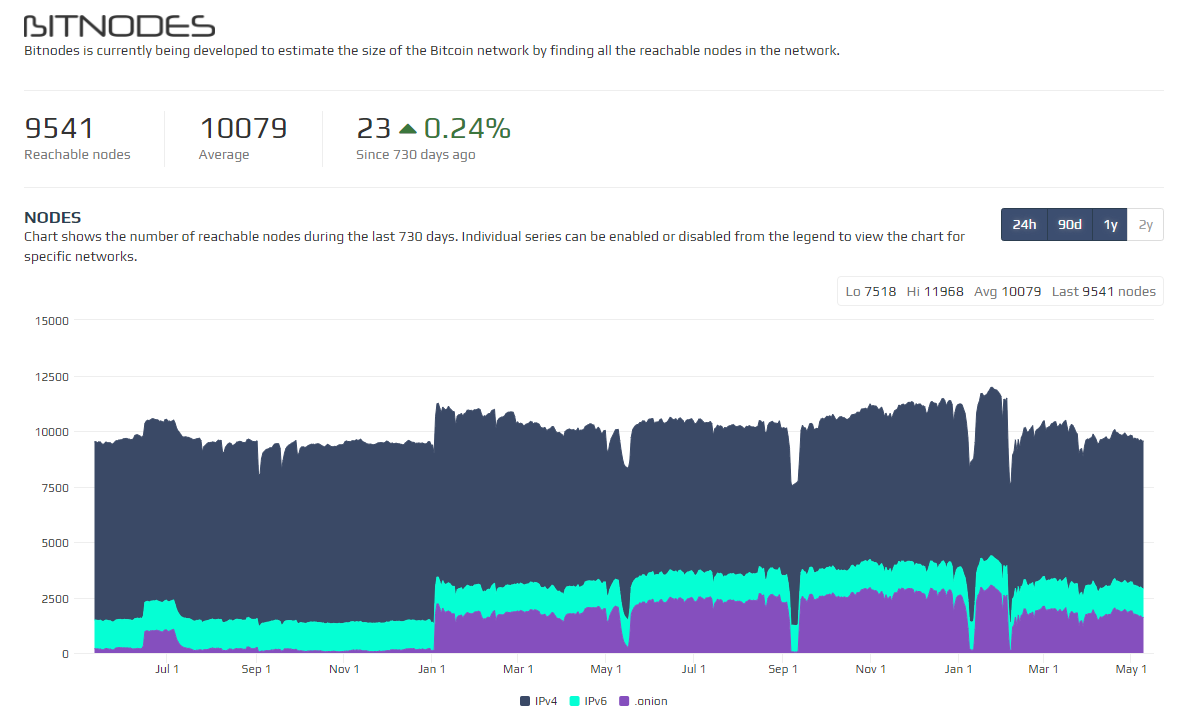 BITNODES
Bitnodes is currently being developed to estimate the size of the Bitcoin network by finding all the reachable nodes in the network.
9541 10079 23 ▲ 0.24%
Reachable nodes Average Since 730 days ago
NODES
Chart shows the number of reachable nodes during the last 730 days. Individual series can be enabled or disabled from the legend to view the chart for
specific networks.
24h 90d 1y 2y
Lo 7518 Hi 11968 Avg 10079 Last 9541 nodes
15000
12500
10000
7500
5000
2500
0
Jul 1 Sep 1 Nov 1 Jan 1 Mar 1 May 1 Jul 1 Sep 1 Nov 1 Jan 1 Mar 1 May 1
IPv4 IPv6 .onion